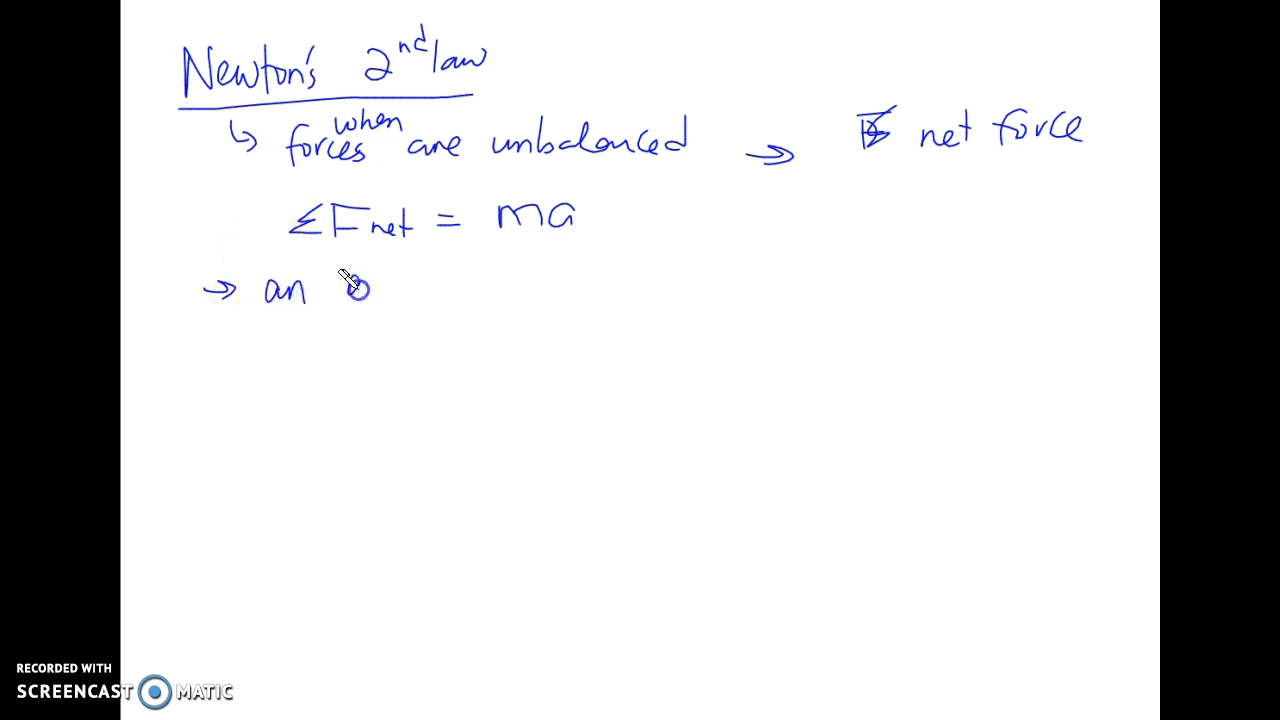 Newton's 2nd law
↳ forces when are unbalanced → net force
ΣFnet = ma
→ an
RECORDED WITH
SCREENCAST MATIC